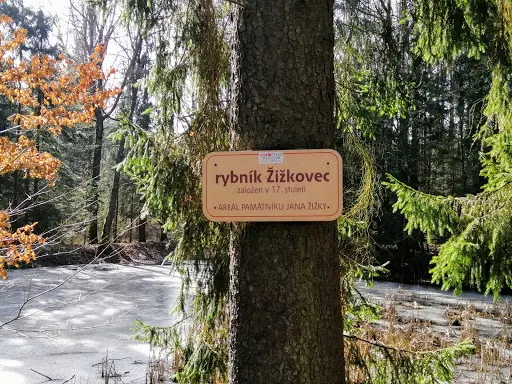 rybník Žižkovec
založen v 17. století
• AREÁL PAMÁTNÍKU JANA ŽIŽKY •